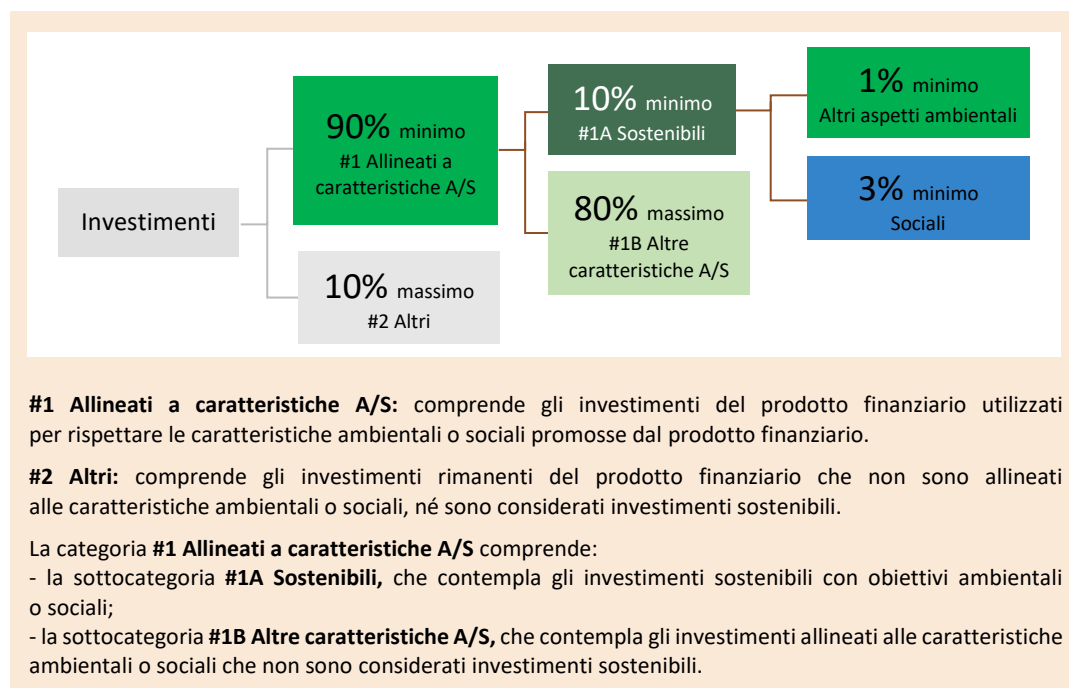 Investimenti
90% minimo
#1 Allineati a
caratteristiche A/S
10% massimo
#2 Altri
10% minimo
#1A Sostenibili
80% massimo
#1B Altre
caratteristiche A/S
1% minimo
Altri aspetti ambientali
3% minimo
Sociali
#1 Allineati a caratteristiche A/S: comprende gli investimenti del prodotto finanziario utilizzati
per rispettare le caratteristiche ambientali o sociali promosse dal prodotto finanziario.
#2 Altri: comprende gli investimenti rimanenti del prodotto finanziario che non sono allineati
alle caratteristiche ambientali o sociali, né sono considerati investimenti sostenibili.
La categoria #1 Allineati a caratteristiche A/S comprende:
- la sottocategoria #1A Sostenibili, che contempla gli investimenti sostenibili con obiettivi ambientali
o sociali;
- la sottocategoria #1B Altre caratteristiche A/S, che contempla gli investimenti allineati alle caratteristiche
ambientali o sociali che non sono considerati investimenti sostenibili.